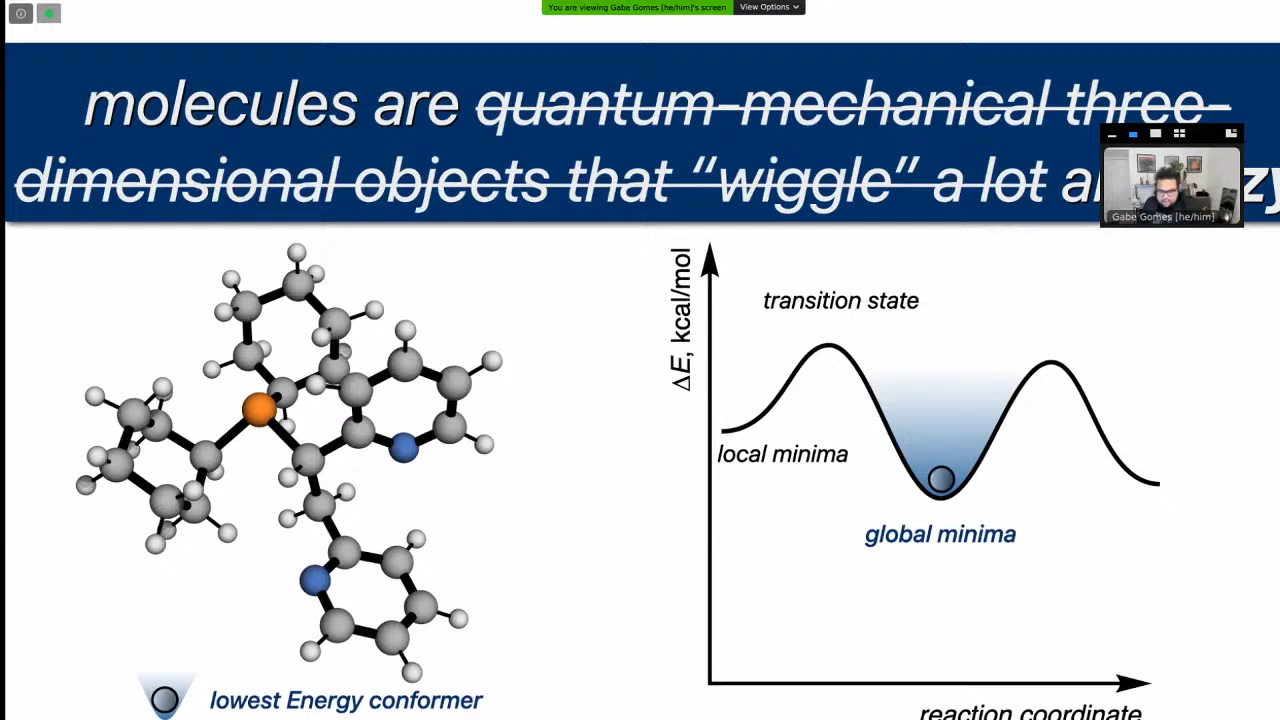 You are viewing Gabe Gomes [he/him]'s screen
View Options
molecules are quantum-mechanical three-
dimensional objects that “wiggle” a lot
Gabe Gomes [he/him]
ΔE, kcal/mol
transition state
local minima
global minima
lowest Energy conformer
reaction coordinate